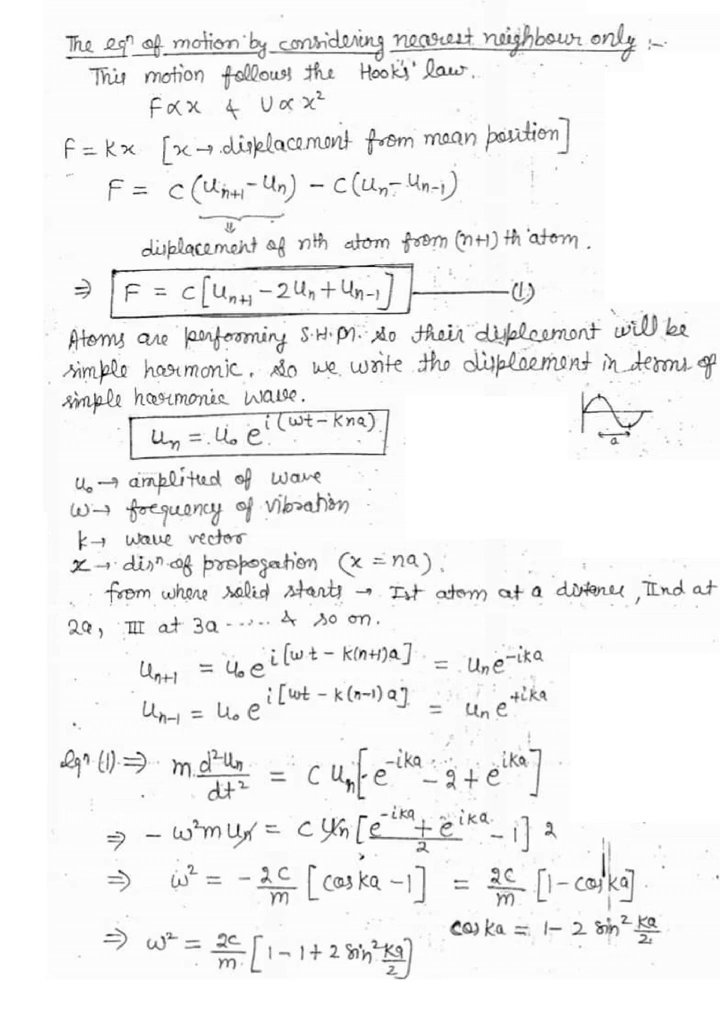 The eqⁿ of motion by considering nearest neighbour only :-
This motion follows the Hook's' law.
F∝x & U∝x²
F = Kx [x→ displacement from mean position]
F = C(Uₙ₊₁ - Uₙ) - C(Uₙ - Uₙ₋₁)
⇓
displacement of nth atom from (n+1)th atom.
⇒ F = C[Uₙ₊₁ - 2Uₙ + Uₙ₋₁] —(1)
Atoms are performing S.H.M. so their displcement will be
simple harmonic. So we write the displcement in terms of
simple harmonic wave.
Uₙ = U₀ e^i(ωt - kna)
a
U₀ → amplitued of wave
ω → frequency of vibration
k → wave vector
x → disⁿ of propogation (x = na).
from where solid starts → Ist atom at a distence, IInd at
2a, III at 3a ...... & so on.
Uₙ₊₁ = U₀ e^i[ωt - k(n+1)a] = Uₙ e^-ika
Uₙ₋₁ = U₀ e^i[ωt - k(n-1)a] = Uₙ e^+ika
Eqⁿ (1) ⇒ m d²Uₙ/dt² = C Uₙ[e^-ika - 2 + e^ika]
⇒ - ω²m Uₙ = C Uₙ [(e^-ika + e^ika)/2 - 1] 2
⇒ ω² = - 2C/m [cos ka - 1] = 2C/m [1 - cos ka]
cos ka = 1 - 2 sin² ka/2
⇒ ω² = 2C/m [1 - 1 + 2 sin² ka/2]